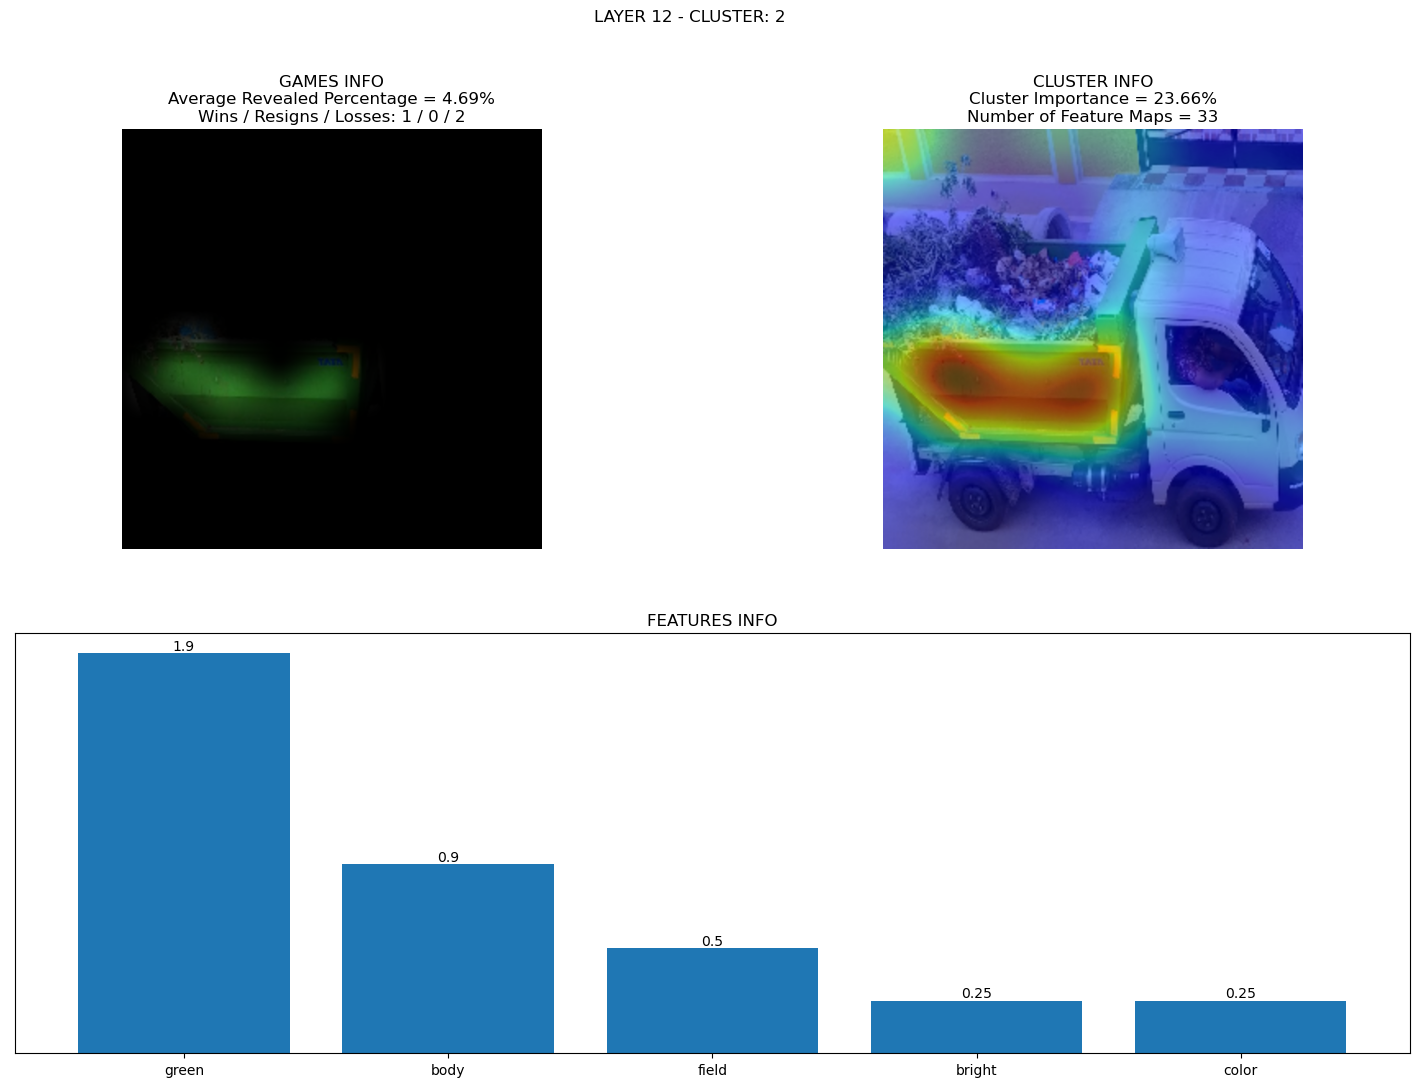 LAYER 12 - CLUSTER: 2
GAMES INFO
Average Revealed Percentage = 4.69%
Wins / Resigns / Losses: 1 / 0 / 2
CLUSTER INFO
Cluster Importance = 23.66%
Number of Feature Maps = 33
FEATURES INFO
1.9
0.9
0.5
0.25
0.25
green
body
field
bright
color